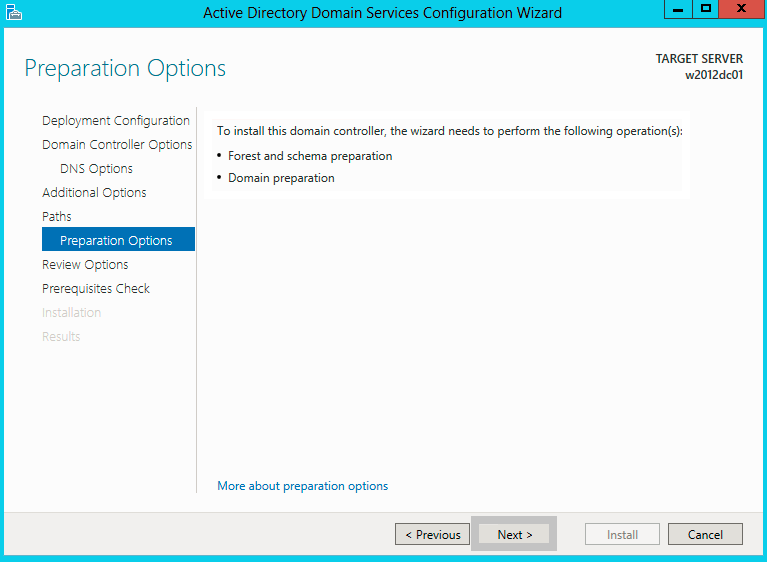 Active Directory Domain Services Configuration Wizard
Preparation Options
TARGET SERVER
w2012dc01
Deployment Configuration
Domain Controller Options
DNS Options
Additional Options
Paths
Preparation Options
Review Options
Prerequisites Check
Installation
Results
To install this domain controller, the wizard needs to perform the following operation(s):
• Forest and schema preparation
• Domain preparation
More about preparation options
< Previous
Next >
Install
Cancel